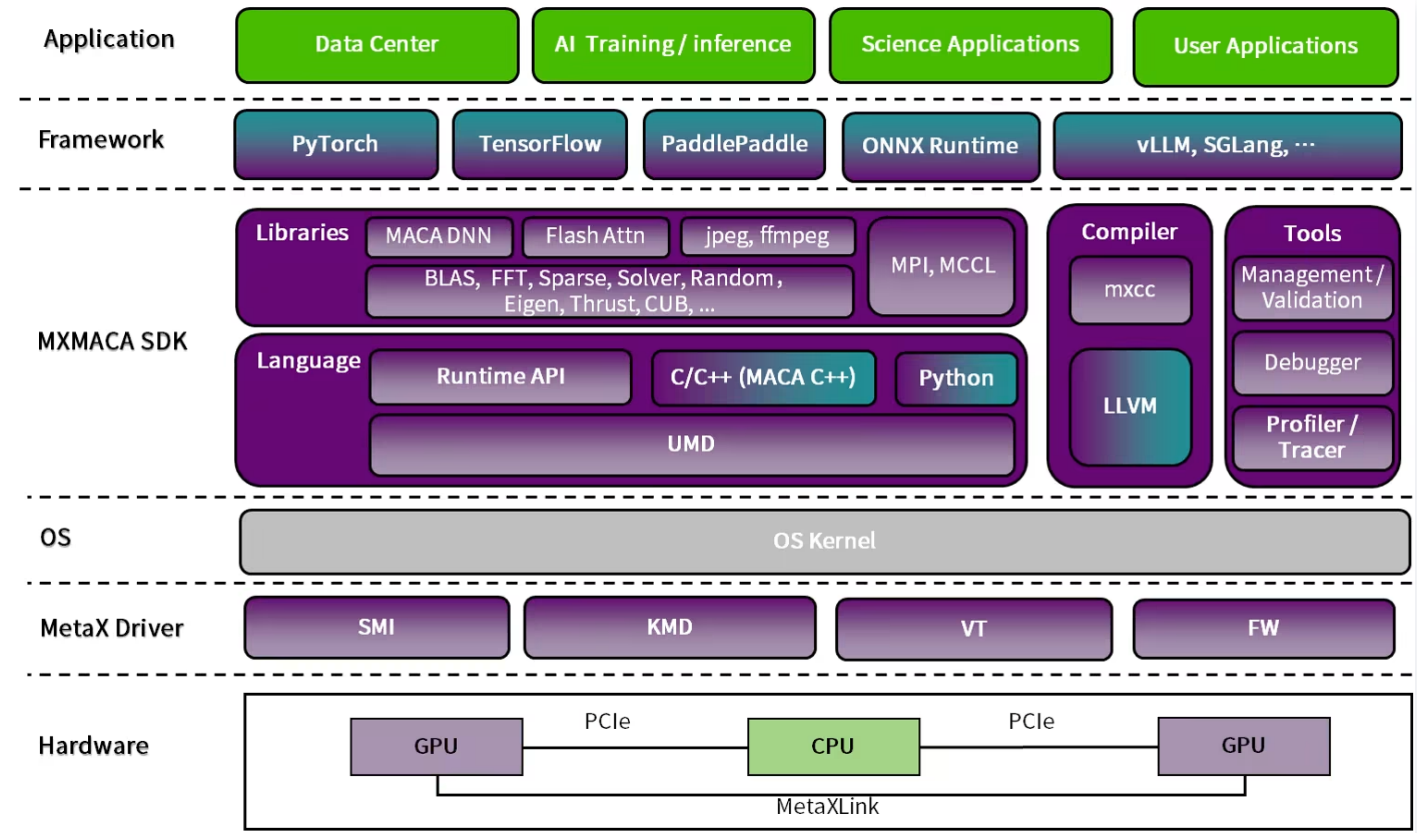 Application
Data Center
AI Training / inference
Science Applications
User Applications
Framework
PyTorch
TensorFlow
PaddlePaddle
ONNX Runtime
vLLM, SGLang, ···
MXMACA SDK
Libraries
MACA DNN
Flash Attn
jpeg, ffmpeg
BLAS, FFT, Sparse, Solver, Random，
Eigen, Thrust, CUB, ...
MPI, MCCL
Language
Runtime API
C/C++ (MACA C++)
Python
UMD
Compiler
mxcc
LLVM
Tools
Management /
Validation
Debugger
Profiler /
Tracer
OS
OS Kernel
MetaX Driver
SMI
KMD
VT
FW
Hardware
GPU
PCIe
CPU
PCIe
GPU
MetaXLink